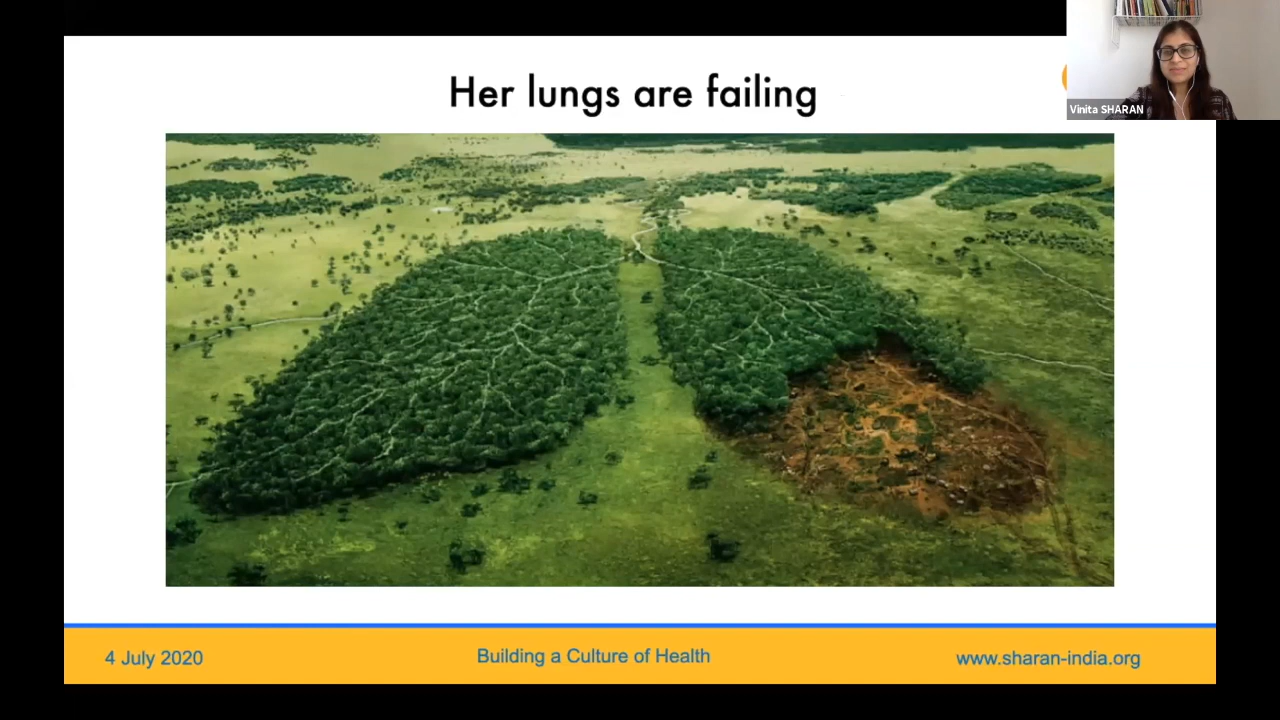 Her lungs are failing
Vinita SHARAN
4 July 2020
Building a Culture of Health
www.sharan-india.org